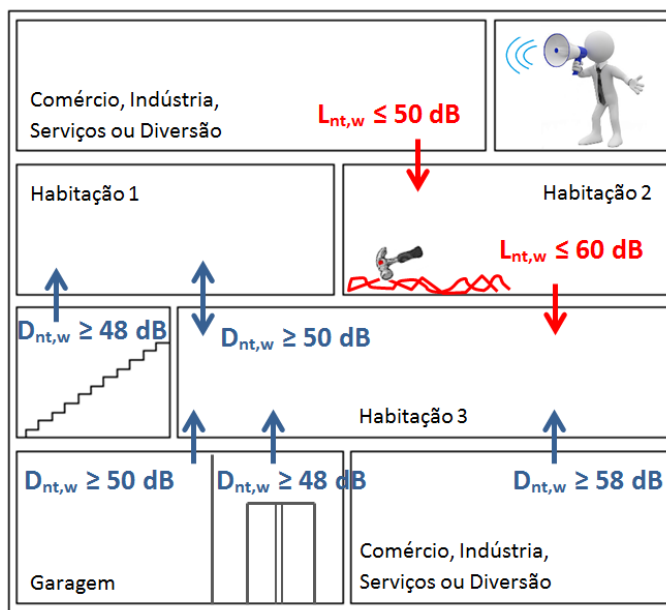 Comércio, Indústria,
Serviços ou Diversão
Lnt,w ≤ 50 dB
Habitação 1
Habitação 2
Lnt,w ≤ 60 dB
Dnt,w ≥ 48 dB
Dnt,w ≥ 50 dB
Habitação 3
Dnt,w ≥ 50 dB
Dnt,w ≥ 48 dB
Dnt,w ≥ 58 dB
Garagem
Comércio, Indústria,
Serviços ou Diversão